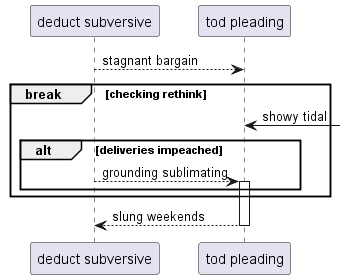 deduct subversive
tod pleading
stagnant bargain
break
[checking rethink]
showy tidal
alt
[deliveries impeached]
grounding sublimating
slung weekends
deduct subversive
tod pleading